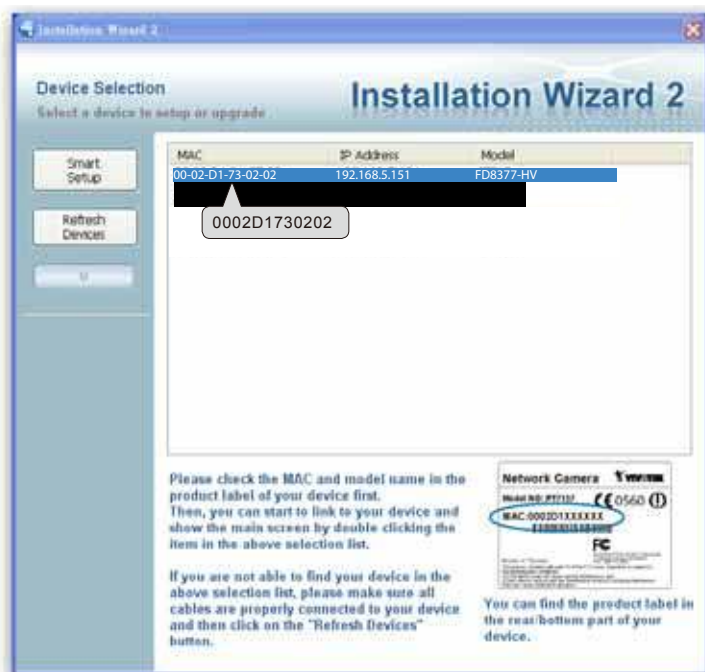 Installation Wizard 2
Device Selection
Select a device to setup or upgrade
Installation Wizard 2
Smart Setup
Refresh Devices
MAC IP Address Model
00-02-D1-73-02-02 192.168.5.151 FD8377-HV
0002D1730202
Please check the MAC and model name in the
product label of your device first.
Then, you can start to link to your device and
show the main screen by double clicking the
item in the above selection list.
If you are not able to find your device in the
above selection list, please make sure all
cables are properly connected to your device
and then click on the "Refresh Devices"
button.
Network Camera VIVOTEK
Model NO:
0560
MAC:0002D1XXXXXX
FC
You can find the product label in
the rear/bottom part of your
device.